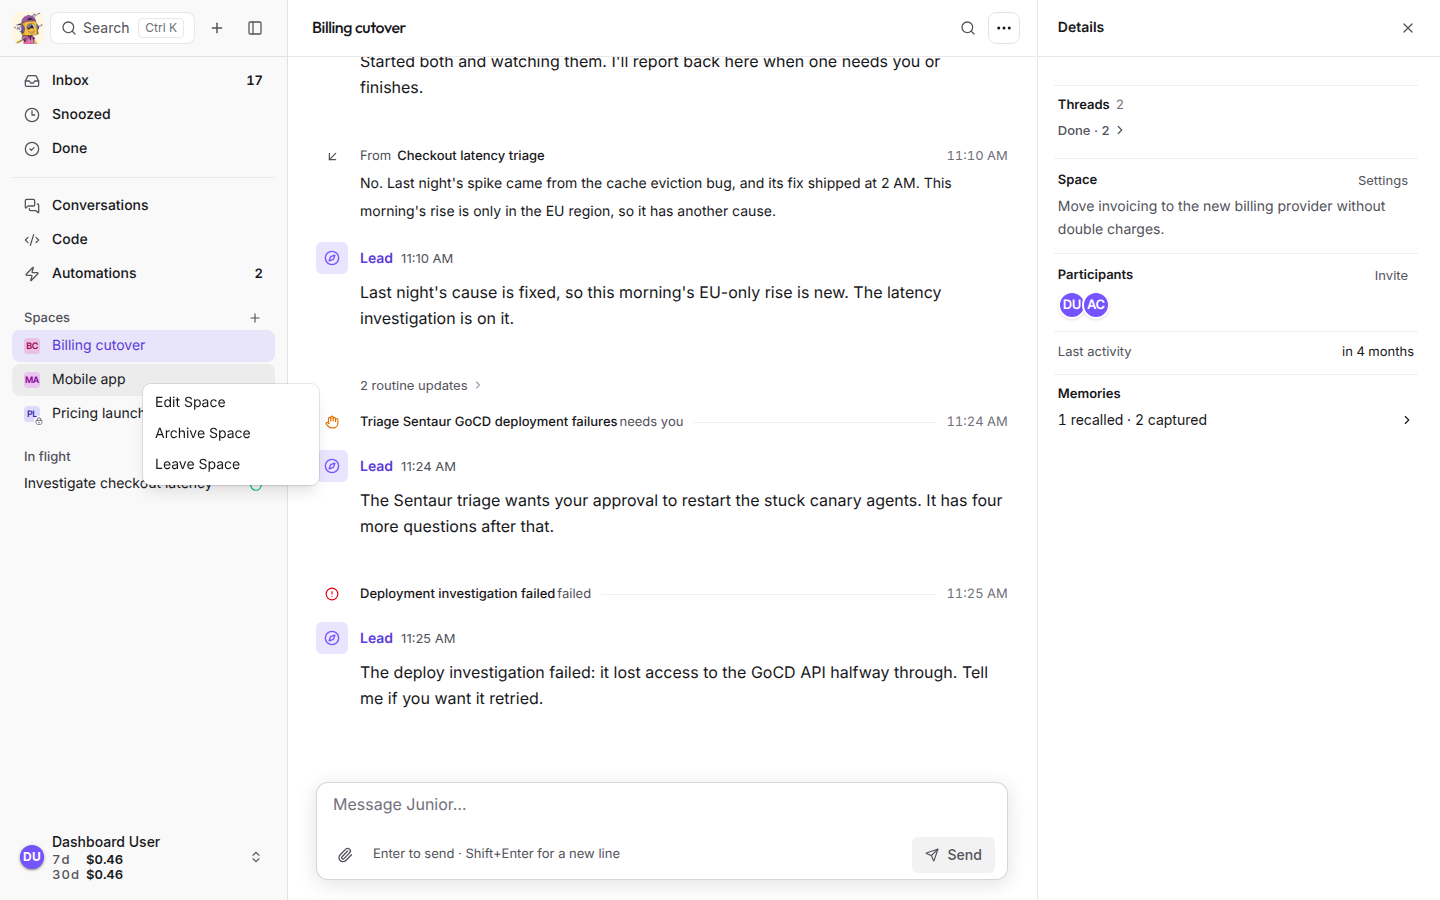 Search Ctrl K
Inbox 17
Snoozed
Done
Conversations
Code
Automations 2
Spaces
BC Billing cutover
MA Mobile app
PL Pricing launch
Edit Space
Archive Space
Leave Space
In flight
Investigate checkout latency
DU Dashboard User
7d $0.46
30d $0.46
Billing cutover
Started both and watching them. I'll report back here when one needs you or
finishes.
From Checkout latency triage 11:10 AM
No. Last night's spike came from the cache eviction bug, and its fix shipped at 2 AM. This
morning's rise is only in the EU region, so it has another cause.
Lead 11:10 AM
Last night's cause is fixed, so this morning's EU-only rise is new. The latency
investigation is on it.
2 routine updates
Triage Sentaur GoCD deployment failures needs you 11:24 AM
Lead 11:24 AM
The Sentaur triage wants your approval to restart the stuck canary agents. It has four
more questions after that.
Deployment investigation failed failed 11:25 AM
Lead 11:25 AM
The deploy investigation failed: it lost access to the GoCD API halfway through. Tell
me if you want it retried.
Message Junior...
Enter to send · Shift+Enter for a new line
Send
Details
Threads 2
Done · 2
Space Settings
Move invoicing to the new billing provider without
double charges.
Participants Invite
DU AC
Last activity in 4 months
Memories
1 recalled · 2 captured